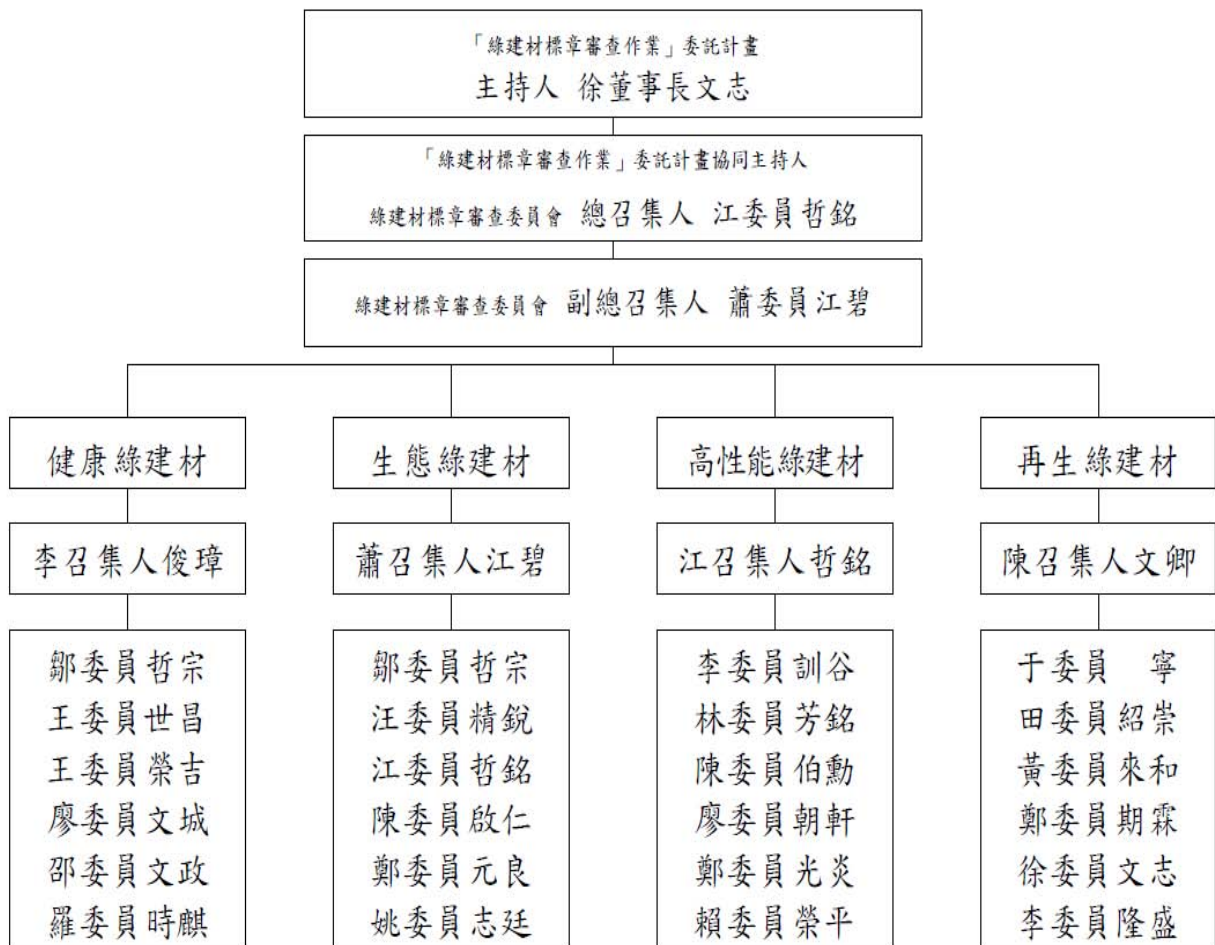 「綠建材標章審查作業」委託計畫
主持人 徐董事長文志
「綠建材標章審查作業」委託計畫協同主持人
綠建材標章審查委員會 總召集人 江委員哲銘
綠建材標章審查委員會 副總召集人 蕭委員江碧
健康綠建材
李召集人俊璋
鄒委員哲宗
王委員世昌
王委員榮吉
廖委員文城
邵委員文政
羅委員時麒
生態綠建材
蕭召集人江碧
鄒委員哲宗
汪委員精銳
江委員哲銘
陳委員啟仁
鄭委員元良
姚委員志廷
高性能綠建材
江召集人哲銘
李委員訓谷
林委員芳銘
陳委員伯勳
廖委員朝軒
鄭委員光炎
賴委員榮平
再生綠建材
陳召集人文卿
于委員　寧
田委員紹崇
黃委員來和
鄭委員期霖
徐委員文志
李委員隆盛